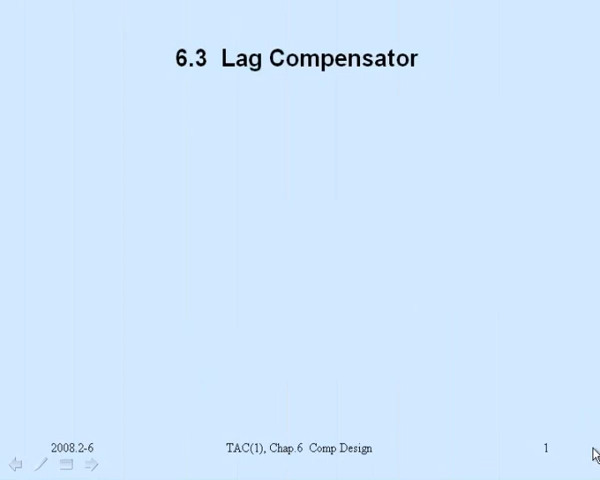 6.3 Lag Compensator
2008.2-6 TAC(1), Chap.6 Comp Design 1